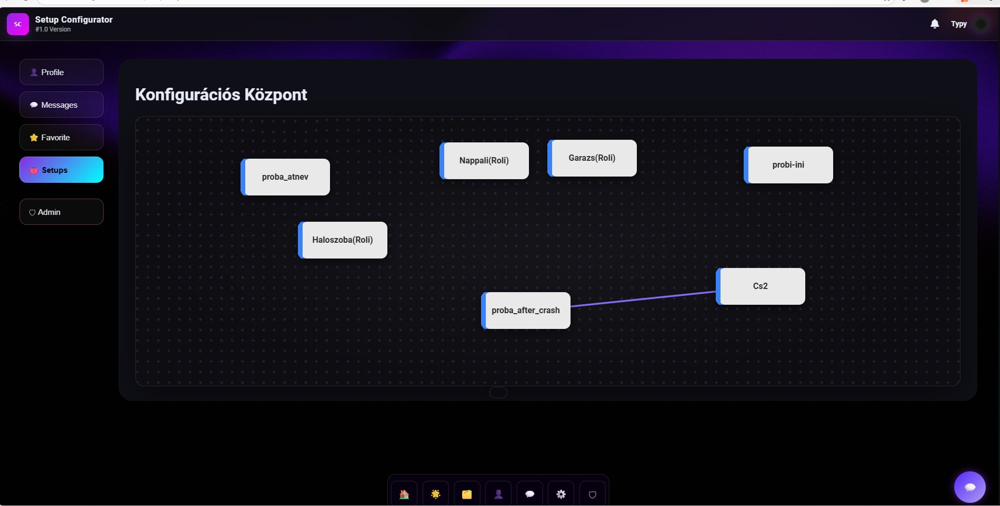 SC
Setup Configurator
#1.0 Version
Typy
Profile
Messages
Favorite
Setups
Admin
Konfigurációs Központ
proba_atnev
Nappali(Roli)
Garazs(Roli)
probi-ini
Haloszoba(Roli)
Cs2
proba_after_crash